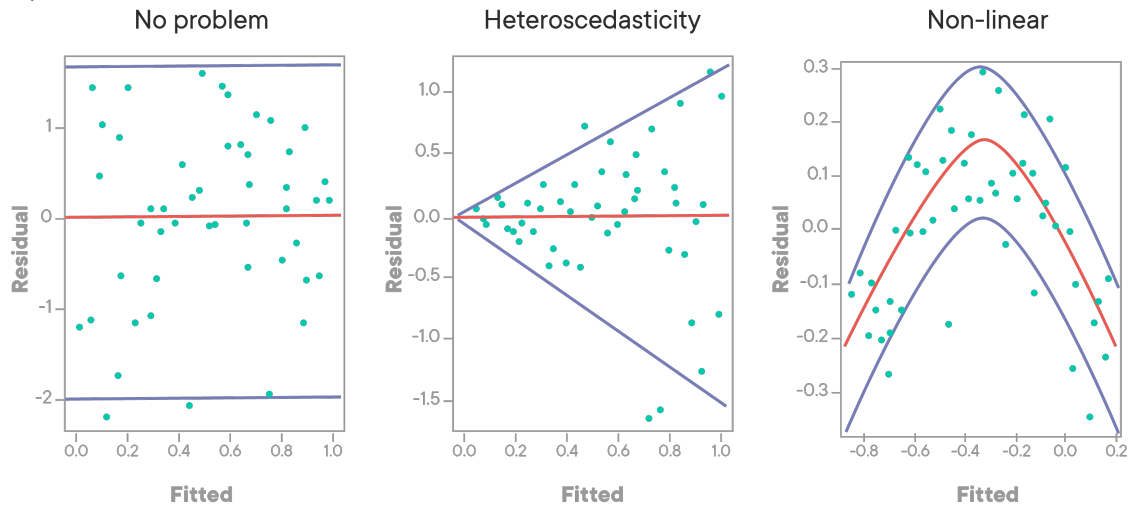 No problem
Heteroscedasticity
Non-linear
Residual
1
0
-1
-2
0.0 0.2 0.4 0.6 0.8 1.0
Fitted
Residual
1.0
0.5
0.0
-0.5
-1.0
-1.5
0.0 0.2 0.4 0.6 0.8 1.0
Fitted
Residual
0.3
0.2
0.1
0.0
-0.1
-0.2
-0.3
-0.8 -0.6 -0.4 -0.2 0.0 0.2
Fitted